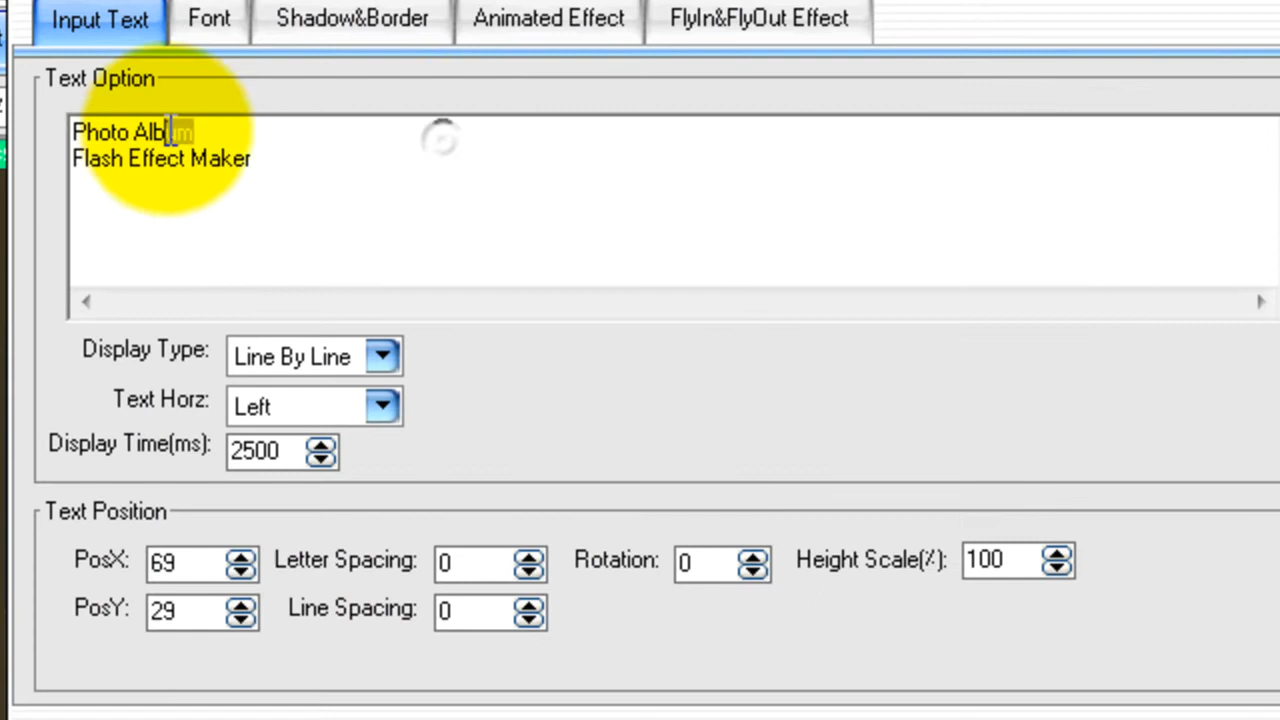 Input Text
Font
Shadow&Border
Animated Effect
FlyIn&FlyOut Effect
Text Option
Photo Album
Flash Effect Maker
Display Type: Line By Line
Text Horz: Left
Display Time(ms): 2500
Text Position
PosX: 69 Letter Spacing: 0 Rotation: 0 Height Scale(%): 100
PosY: 29 Line Spacing: 0